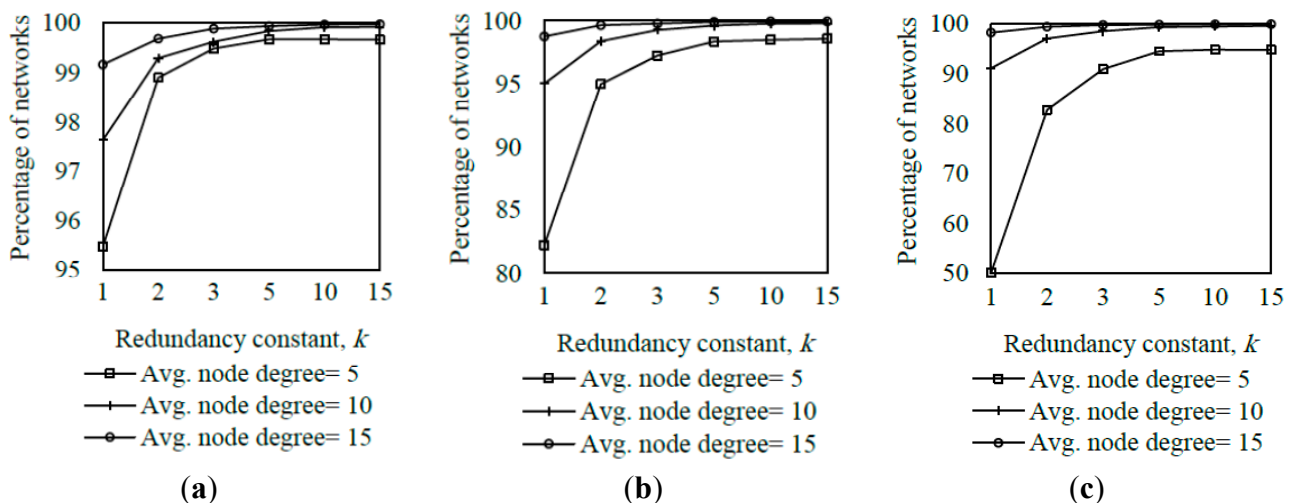 Percentage of networks
100
99
98
97
96
95
1 2 3 5 10 15
Redundancy constant, k
Avg. node degree= 5
Avg. node degree= 10
Avg. node degree= 15
(a)
Percentage of networks
100
95
90
85
80
1 2 3 5 10 15
Redundancy constant, k
Avg. node degree= 5
Avg. node degree= 10
Avg. node degree= 15
(b)
Percentage of networks
100
90
80
70
60
50
1 2 3 5 10 15
Redundancy constant, k
Avg. node degree= 5
Avg. node degree= 10
Avg. node degree= 15
(c)